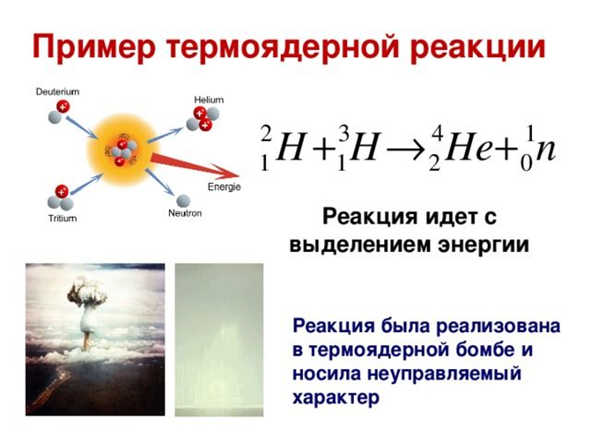 Пример термоядерной реакции
Deuterium
Helium
Energie
Tritium
Neutron
²₁H + ³₁H → ⁴₂He + ¹₀n
Реакция идет с
выделением энергии
Реакция была реализована
в термоядерной бомбе и
носила неуправляемый
характер